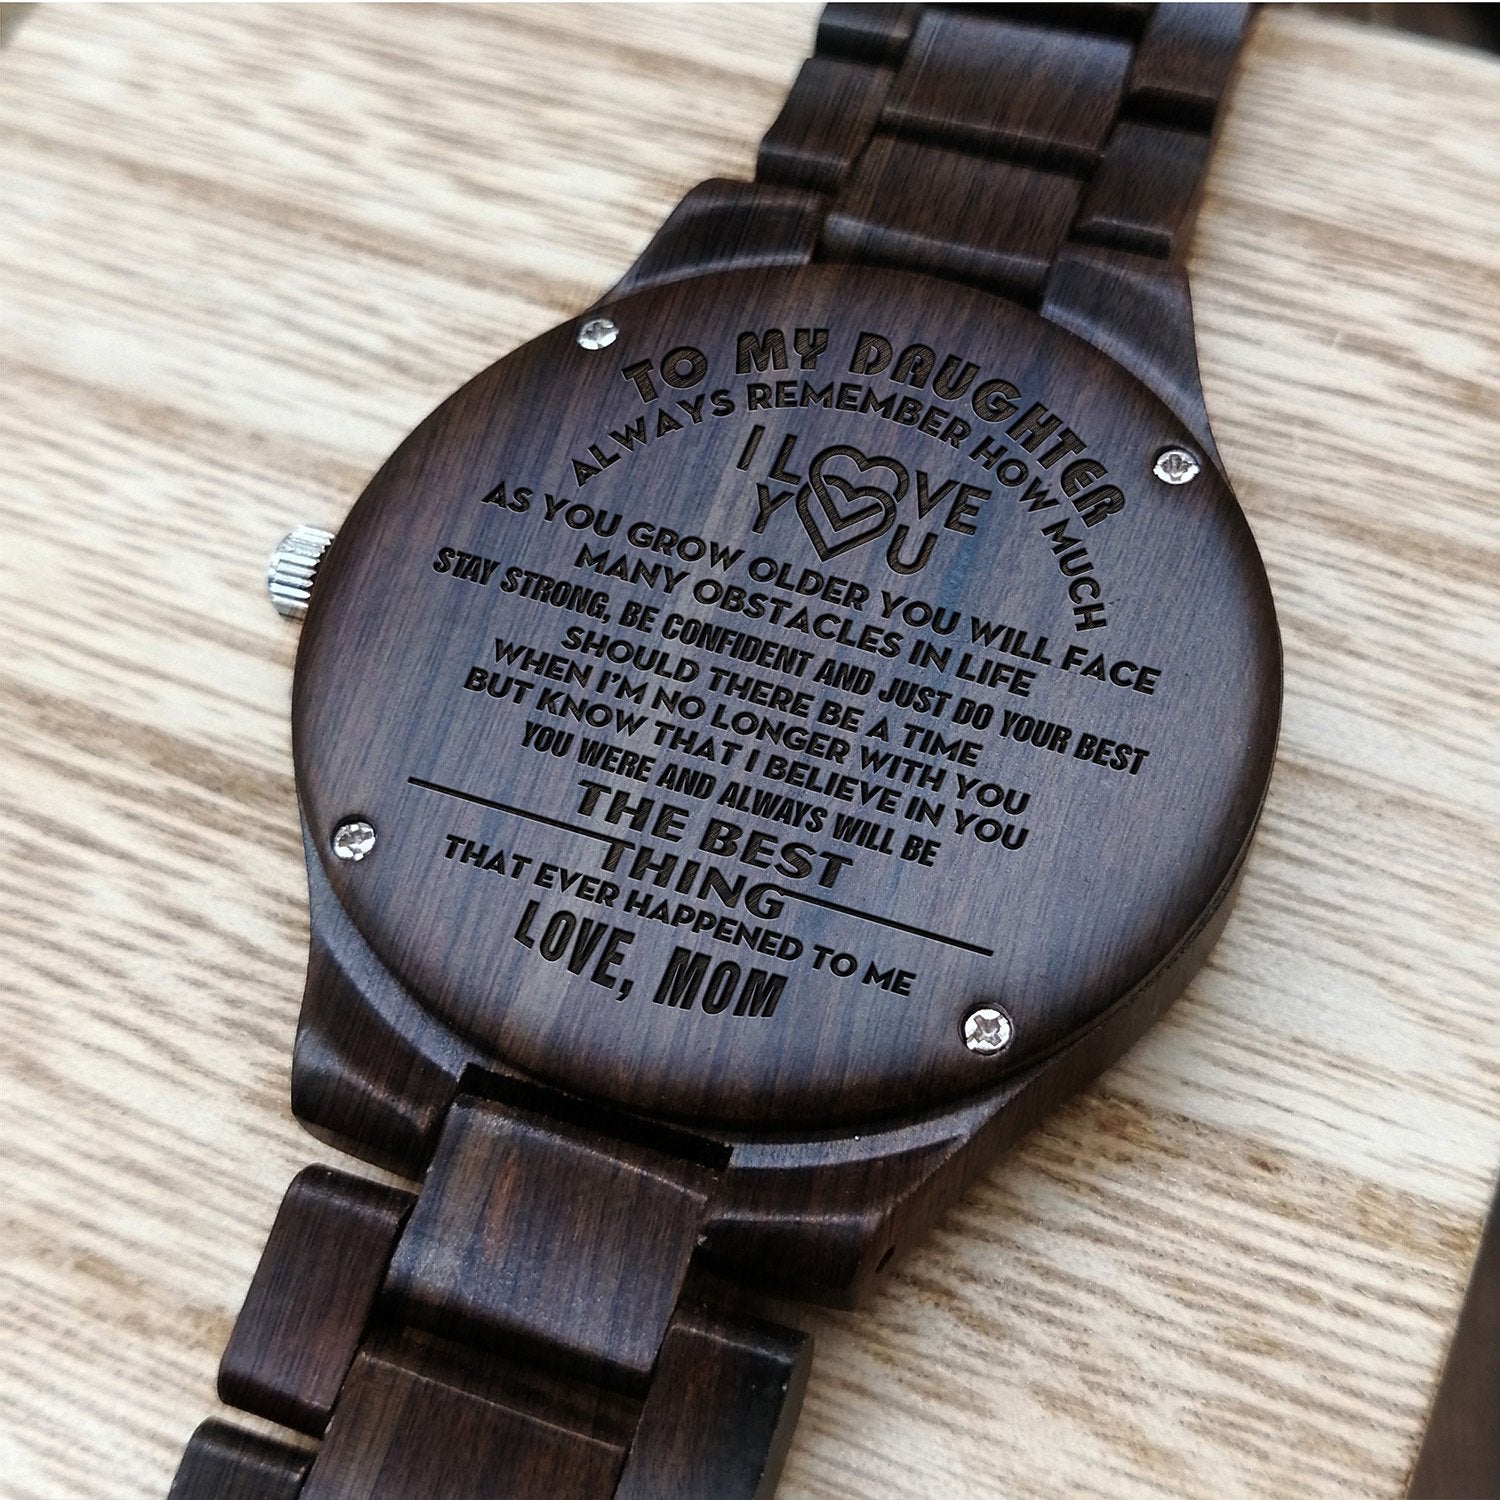 TO MY DAUGHTER
ALWAYS REMEMBER HOW MUCH
I LOVE
YOU
AS YOU GROW OLDER YOU WILL FACE
MANY OBSTACLES IN LIFE
STAY STRONG, BE CONFIDENT AND JUST DO YOUR BEST
SHOULD THERE BE A TIME
WHEN I'M NO LONGER WITH YOU
BUT KNOW THAT I BELIEVE IN YOU
YOU WERE AND ALWAYS WILL BE
THE BEST
THING
THAT EVER HAPPENED TO ME
LOVE, MOM